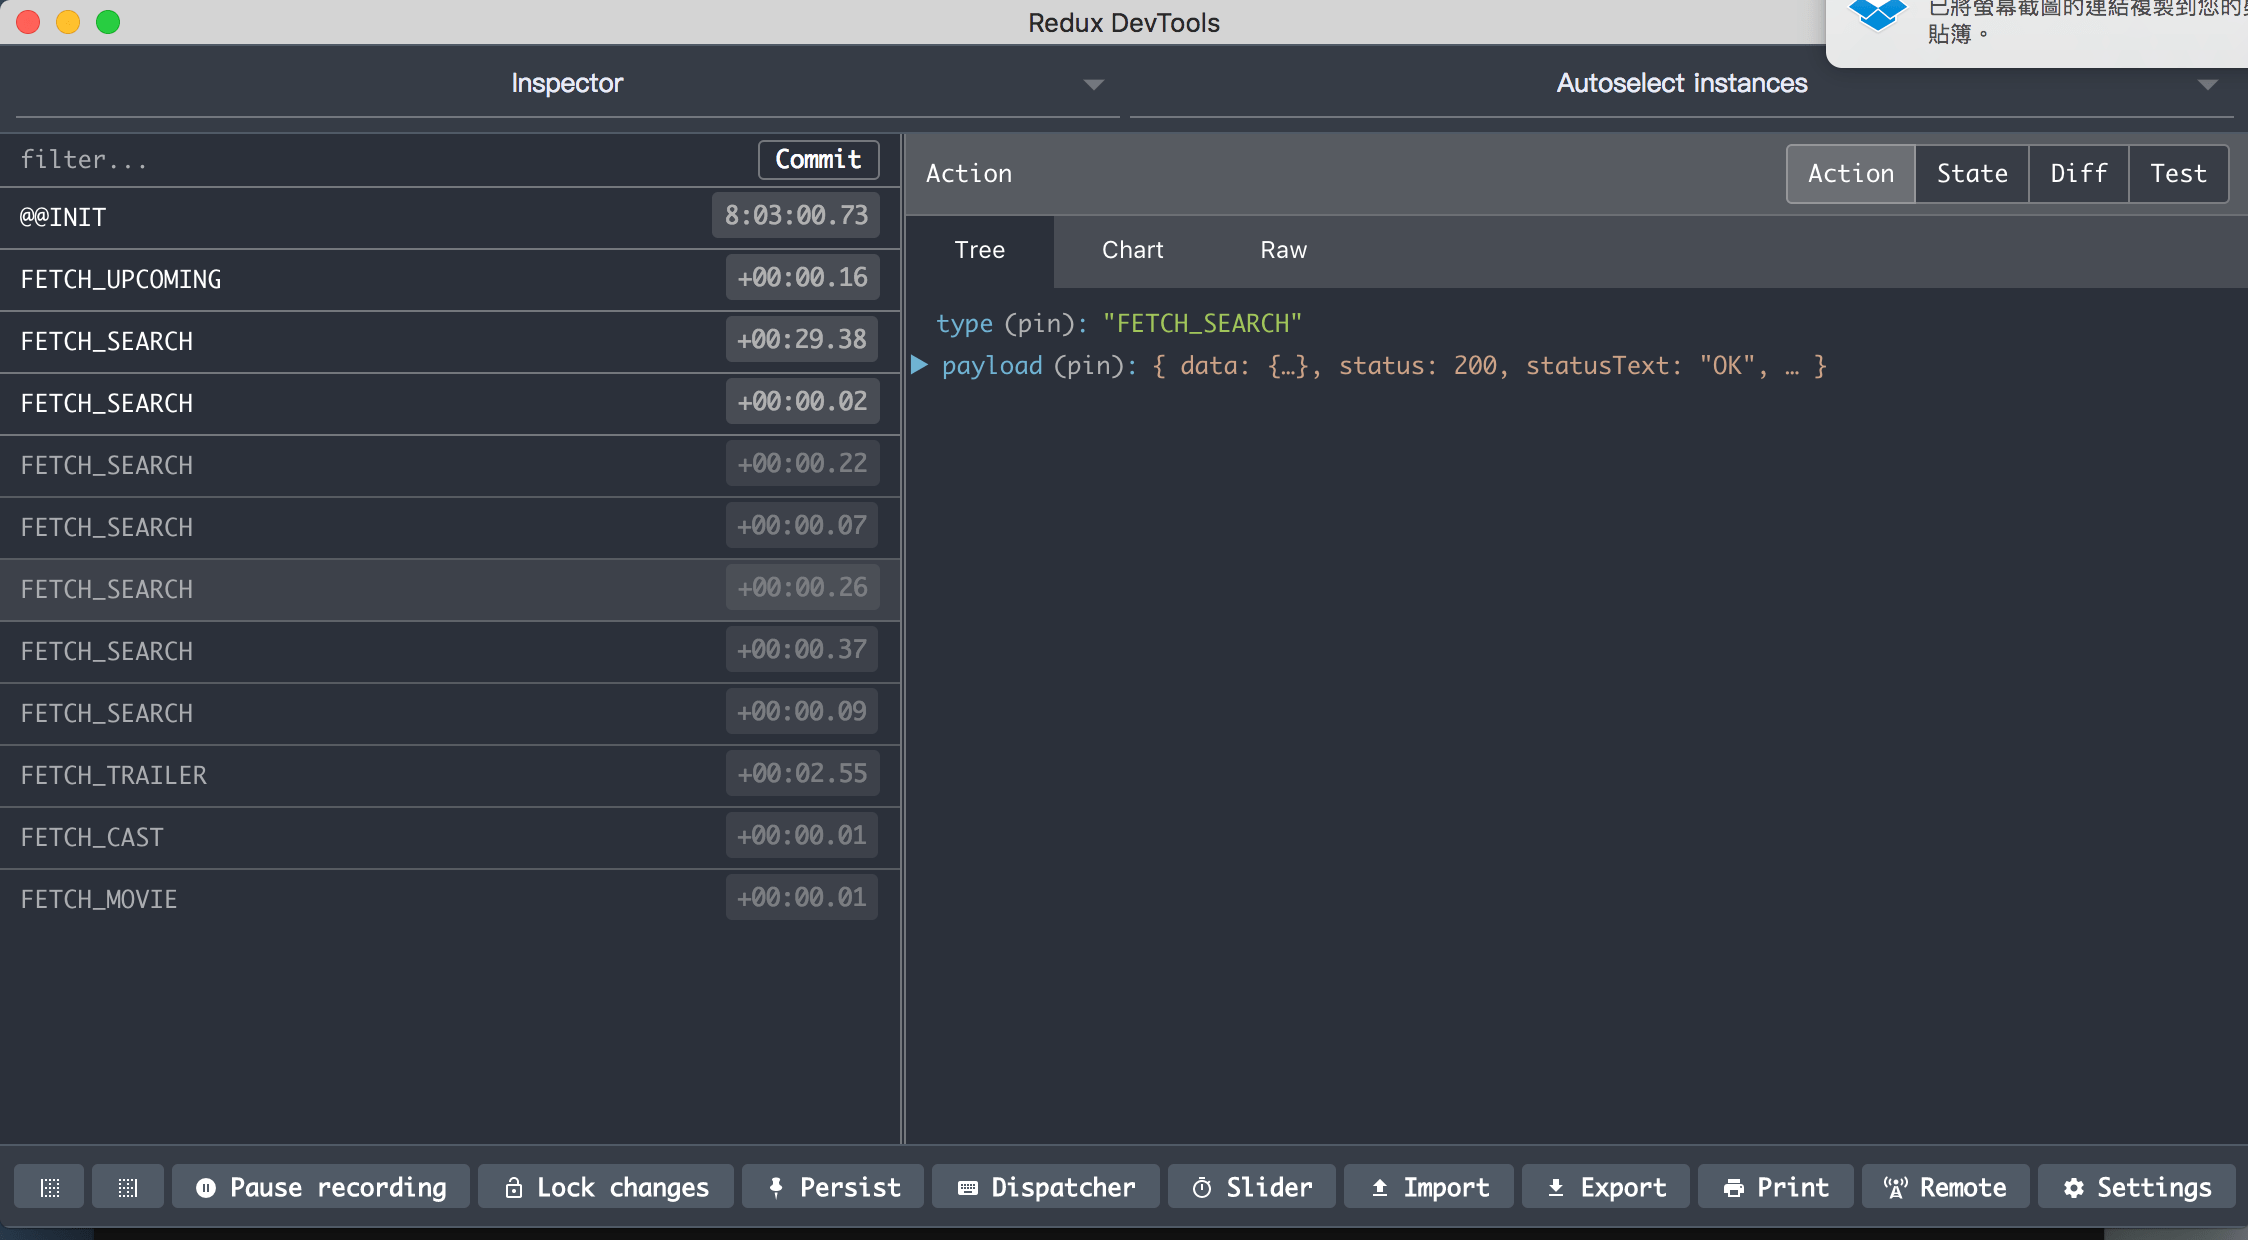 Redux DevTools
已將螢幕截圖的連結複製到您的
貼簿。
Inspector
Autoselect instances
filter...
Commit
@@INIT
8:03:00.73
FETCH_UPCOMING
+00:00.16
FETCH_SEARCH
+00:29.38
FETCH_SEARCH
+00:00.02
FETCH_SEARCH
+00:00.22
FETCH_SEARCH
+00:00.07
FETCH_SEARCH
+00:00.26
FETCH_SEARCH
+00:00.37
FETCH_SEARCH
+00:00.09
FETCH_TRAILER
+00:02.55
FETCH_CAST
+00:00.01
FETCH_MOVIE
+00:00.01
Action
Action State Diff Test
Tree Chart Raw
type (pin): "FETCH_SEARCH"
payload (pin): { data: {…}, status: 200, statusText: "OK", … }
Pause recording Lock changes Persist Dispatcher Slider Import Export Print Remote Settings